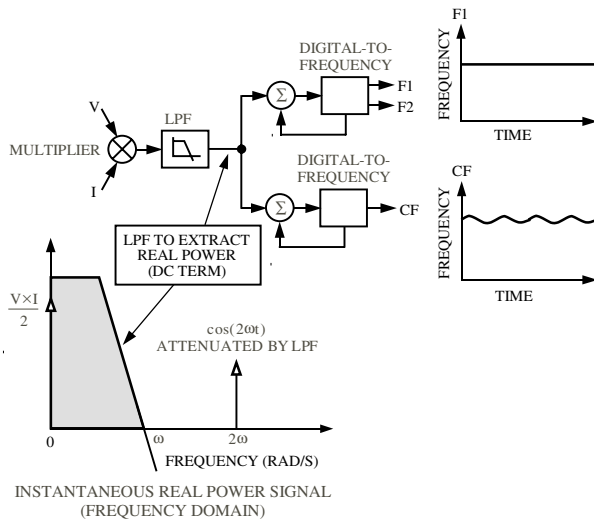 DIGITAL-TO-
FREQUENCY
Σ
F1
F2
V
MULTIPLIER
I
LPF
DIGITAL-TO-
FREQUENCY
Σ
CF
F1
FREQUENCY
TIME
CF
FREQUENCY
TIME
LPF TO EXTRACT
REAL POWER
(DC TERM)
V×I
2
cos(2ωt)
ATTENUATED BY LPF
0
ω
2ω
FREQUENCY (RAD/S)
INSTANTANEOUS REAL POWER SIGNAL
(FREQUENCY DOMAIN)